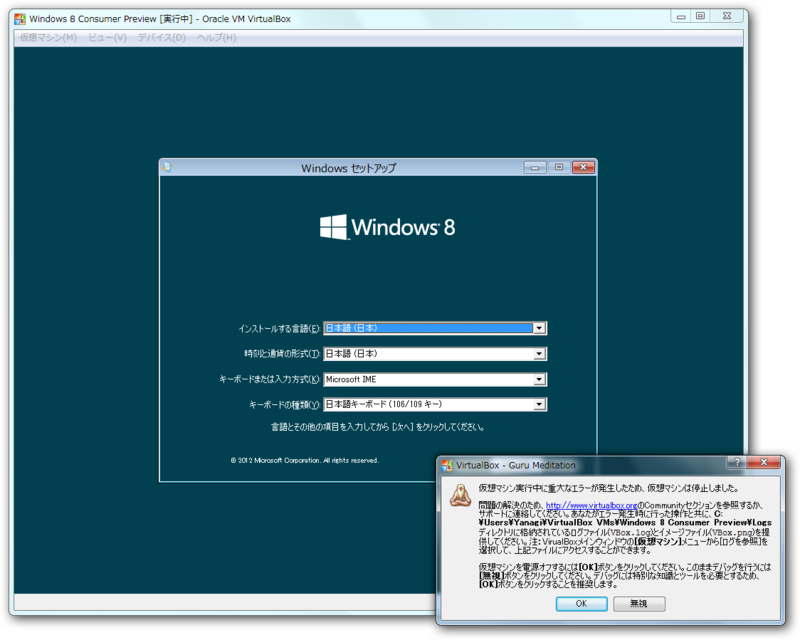 Windows 8 Consumer Preview [実行中] - Oracle VM VirtualBox
仮想マシン(M) ビュー(V) デバイス(D) ヘルプ(H)
Windows セットアップ
Windows 8
インストールする言語(E): 日本語 (日本)
時刻と通貨の形式(T): 日本語 (日本)
キーボードまたは入力方式(K): Microsoft IME
キーボードの種類(Y): 日本語キーボード (106/109 キー)
言語とその他の項目を入力してから [次へ] をクリックしてください。
© 2012 Microsoft Corporation. All rights reserved.
VirtualBox - Guru Meditation
仮想マシン実行中に重大なエラーが発生したため、仮想マシンは停止しました。
問題の解決のため、http://www.virtualbox.orgのCommunityセクションを参照するか、
サポートに連絡してください。あなたがエラー発生時に行った操作と共に、C:
¥Users¥Yanagi¥VirtualBox VMs¥Windows 8 Consumer Preview¥Logs
ディレクトリに格納されているログファイル(VBox.log)とイメージファイル(VBox.png)を提
供してください。注: VirualBoxメインウィンドウの[仮想マシン]メニューから[ログを参照]を
選択して、上記ファイルにアクセスすることができます。
仮想マシンを電源オフするには[OK]ボタンをクリックしてください。このままデバッグを行うには
[無視]ボタンをクリックしてください。デバッグには特別な知識とツールを必要とするため、
[OK]ボタンをクリックすることを推奨します。
OK 無視